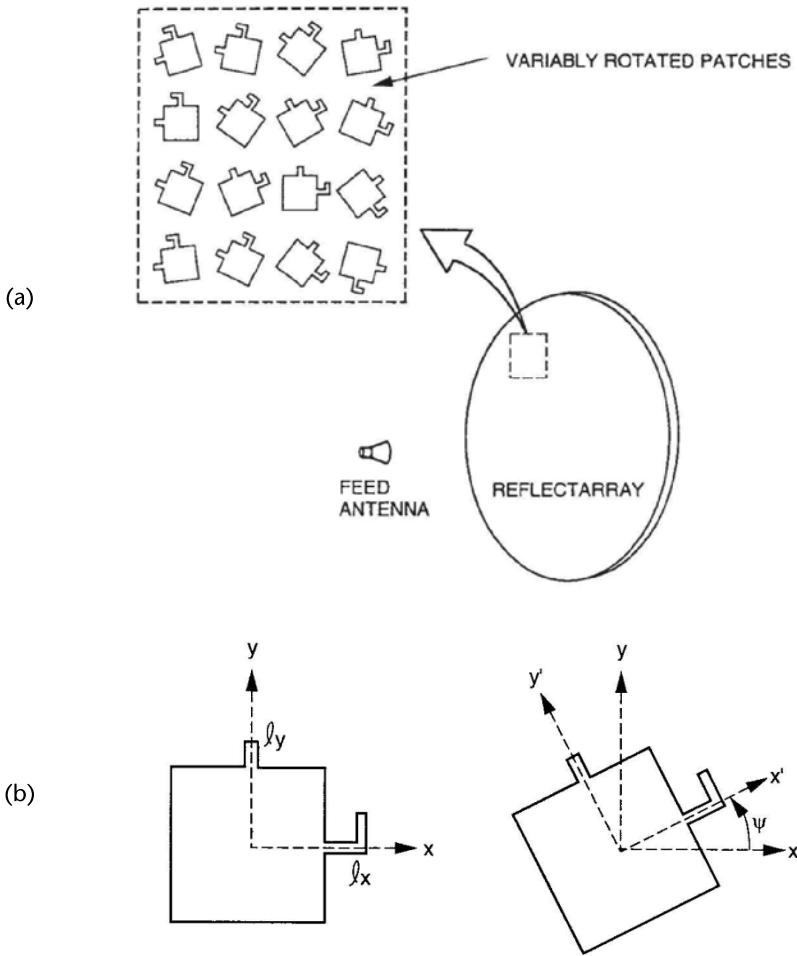 VARIABLY ROTATED PATCHES
(a)
FEED
ANTENNA
REFLECTARRAY
(b)
y
ℓy
x
ℓx
y
y'
x'
ψ
x